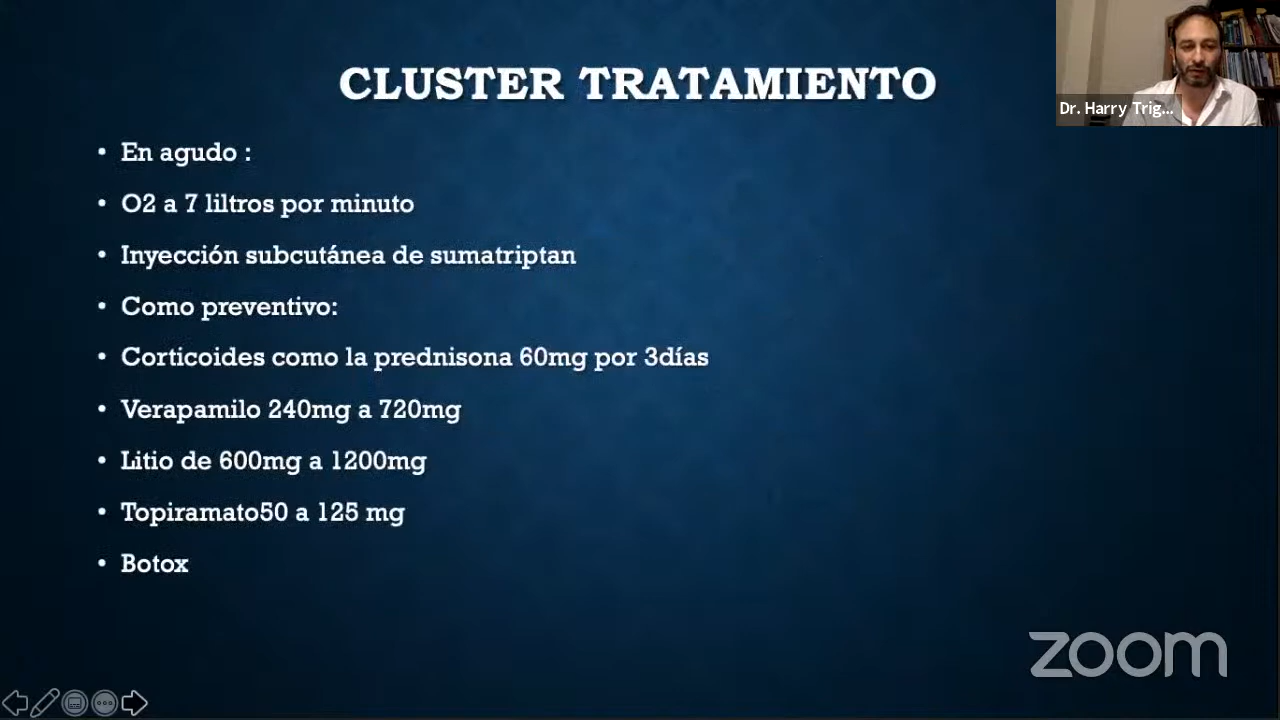 CLUSTER TRATAMIENTO
Dr. Harry Trig...
• En agudo :
• O2 a 7 liltros por minuto
• Inyección subcutánea de sumatriptan
• Como preventivo:
• Corticoides como la prednisona 60mg por 3días
• Verapamilo 240mg a 720mg
• Litio de 600mg a 1200mg
• Topiramato50 a 125 mg
• Botox
zoom